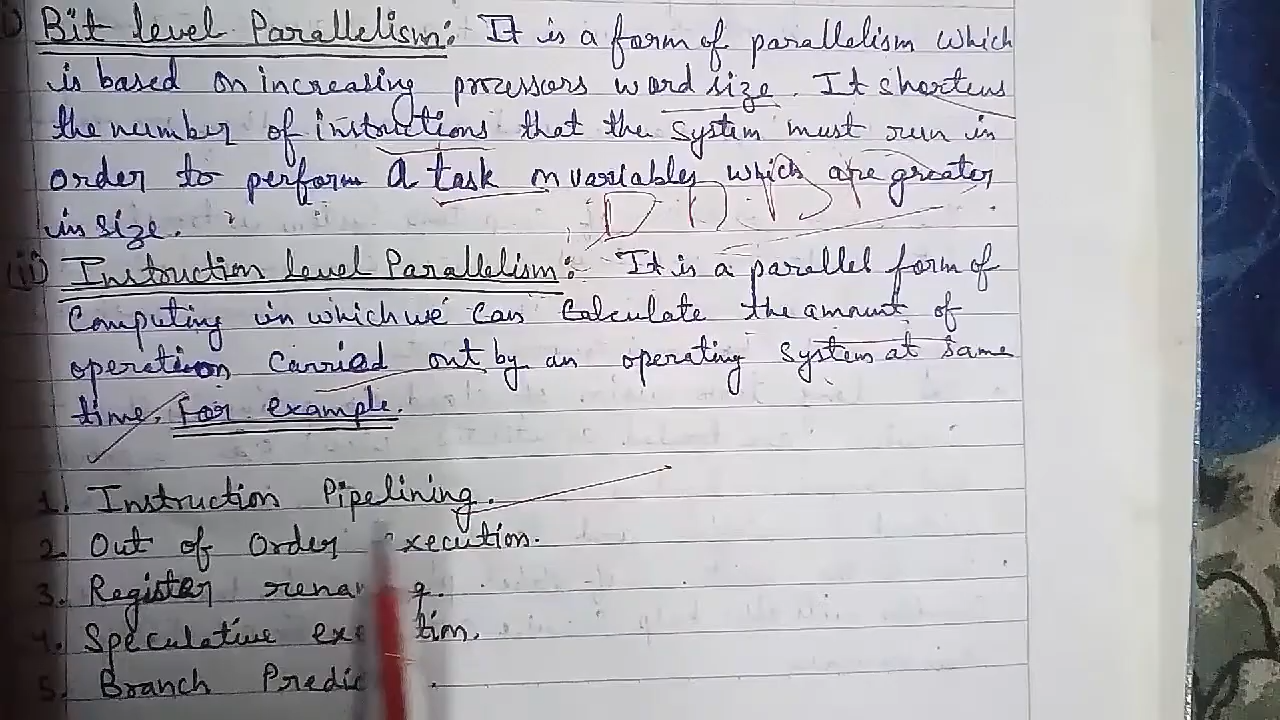 i) Bit level Parallelism: It is a form of parallelism which
is based on increasing processors word size. It shortens
the number of instructions that the system must run in
order to perform a task on variables which are greater
in size.
(ii) Instruction level Parallelism:- It is a parallel form of
Computing in which we can Calculate the amount of
operation Carried out by an operating system at same
time. For example.
1. Instruction Pipelining.
2. Out of Order execution.
3. Register
4. Speculative
5. Branch